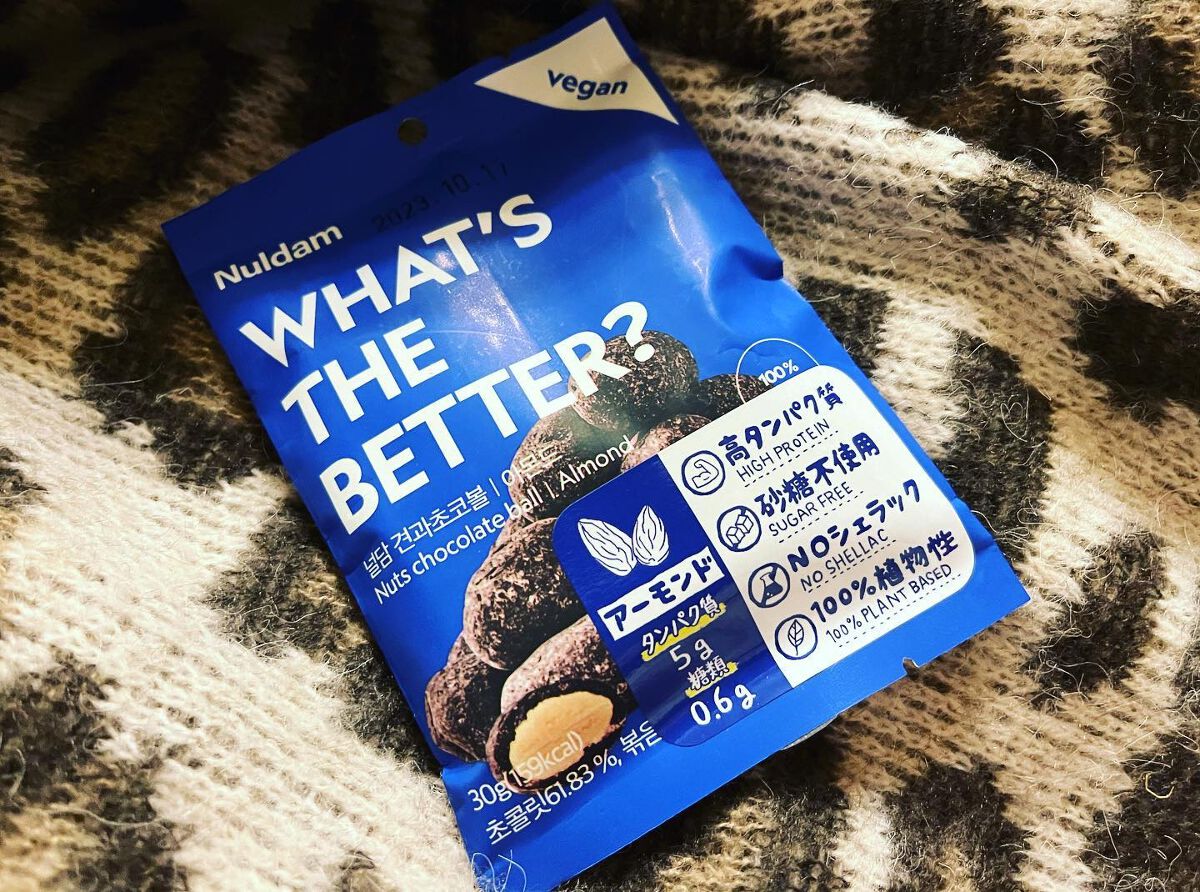 vegan
2023.10.17
Nuldam
WHAT'S
THE
BETTER?
널담 견과초코볼 | 아몬드
Nuts chocolate ball | Almond
100%
高タンパク質
HIGH PROTEIN
砂糖不使用
SUGAR FREE
NOシェラック
NO SHELLAC
100%植物性
100% PLANT BASED
アーモンド
タンパク質
5g
糖類
0.6g
30g(159kcal)
초콜릿61.83%, 볶은